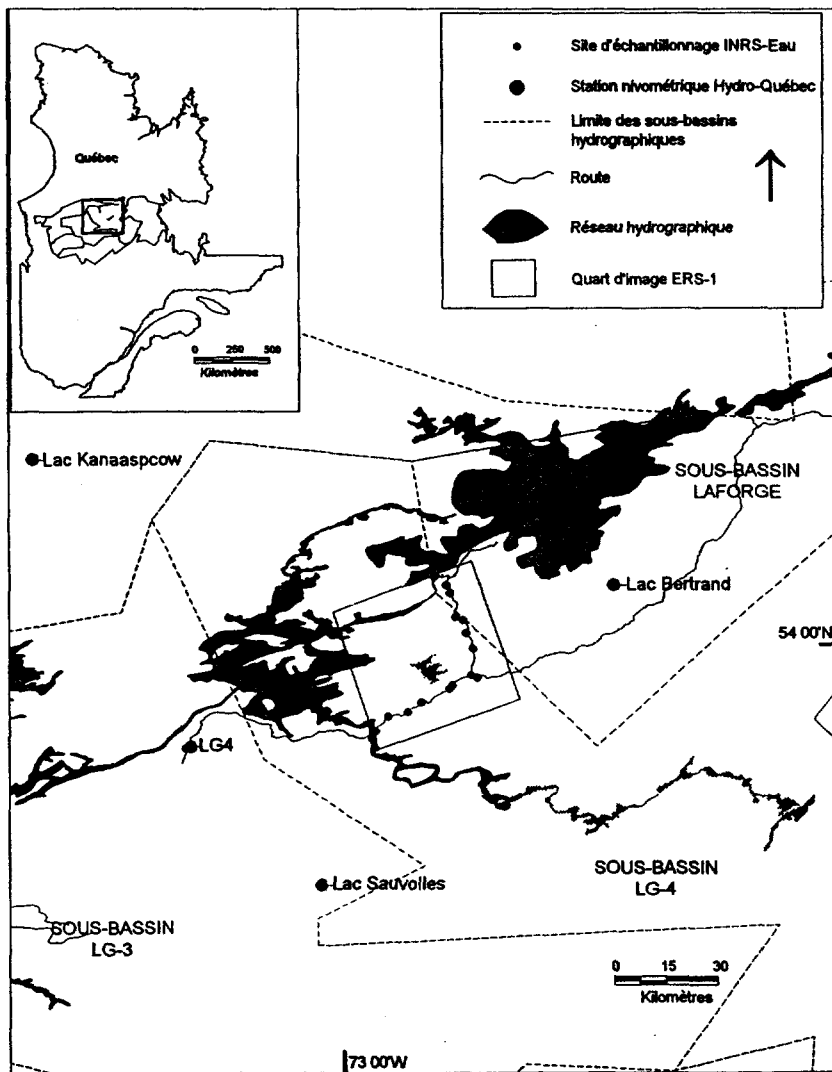 Québec
0 250 500
Kilomètres
Site d'échantillonnage INRS-Eau
Station nivométrique Hydro-Québec
Limite des sous-bassins
hydrographiques
Route
Réseau hydrographique
Quart d'image ERS-1
Lac Kanaaspcow
SOUS-BASSIN
LAFORGE
Lac Bertrand
54 00'N
LG4
Lac Sauvolles
SOUS-BASSIN
LG-4
SOUS-BASSIN
LG-3
0 15 30
Kilomètres
73 00'W